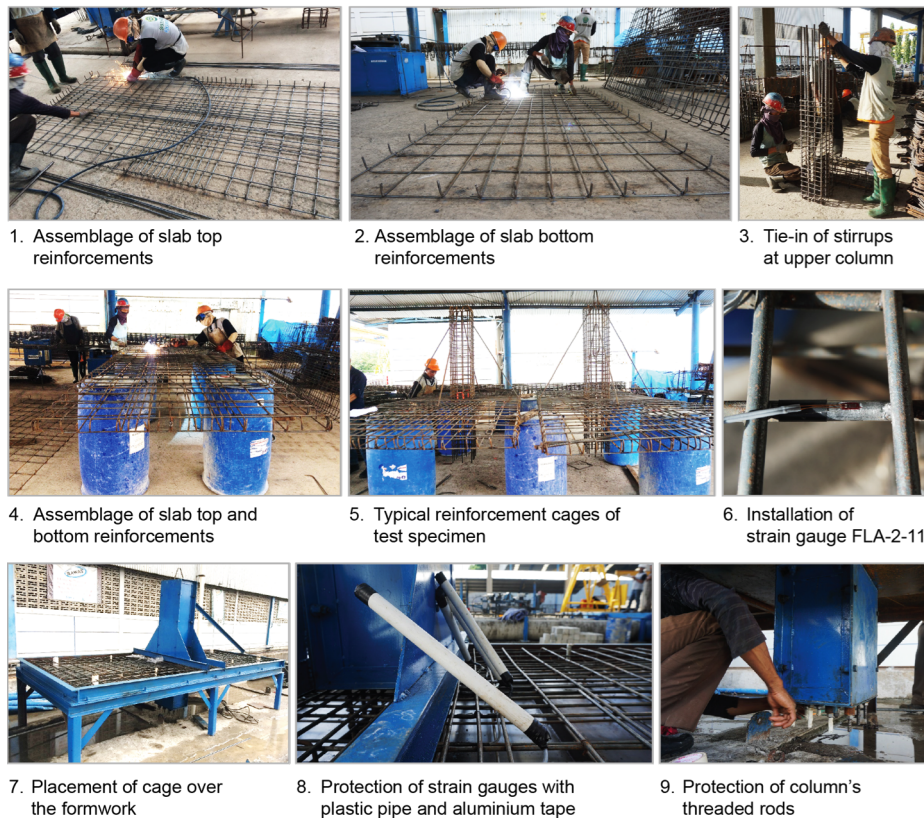 1. Assemblage of slab top
reinforcements
2. Assemblage of slab bottom
reinforcements
3. Tie-in of stirrups
at upper column
4. Assemblage of slab top and
bottom reinforcements
5. Typical reinforcement cages of
test specimen
6. Installation of
strain gauge FLA-2-11
7. Placement of cage over
the formwork
8. Protection of strain gauges with
plastic pipe and aluminium tape
9. Protection of column's
threaded rods